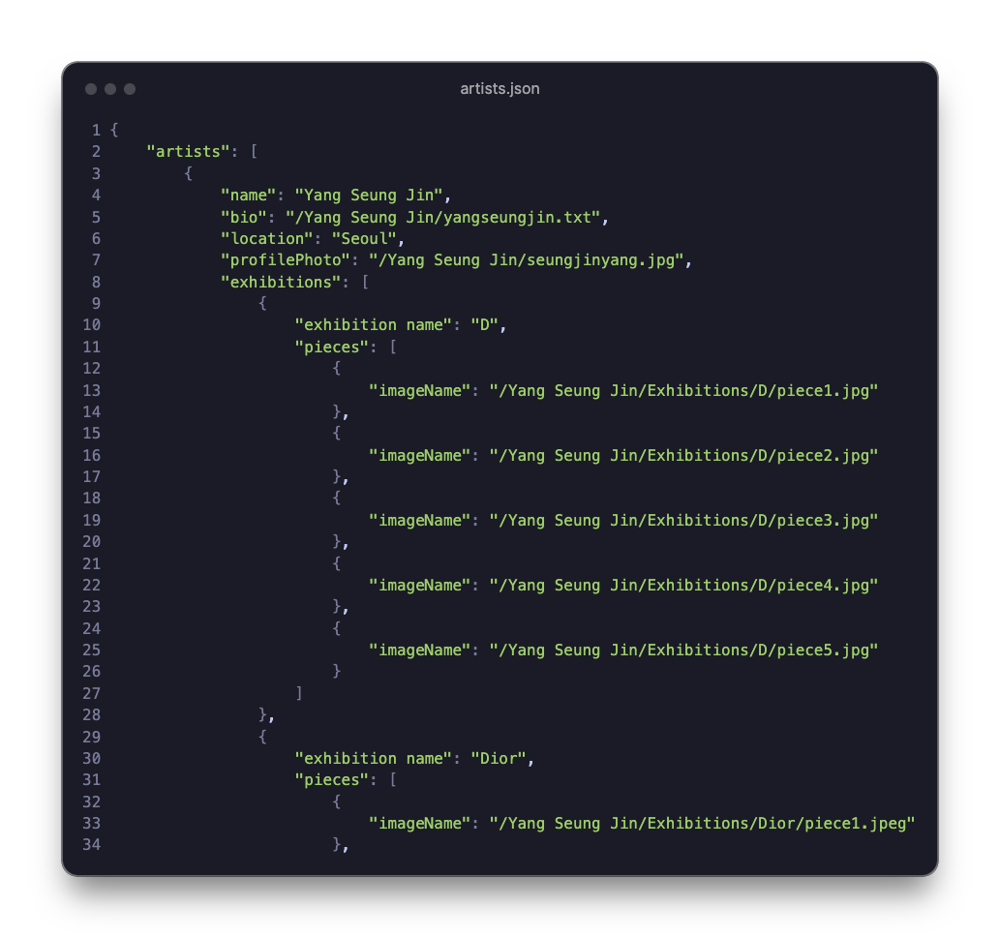 artists.json
1 {
2     "artists": [
3         {
4             "name": "Yang Seung Jin",
5             "bio": "/Yang Seung Jin/yangseungjin.txt",
6             "location": "Seoul",
7             "profilePhoto": "/Yang Seung Jin/seungjinyang.jpg",
8             "exhibitions": [
9                 {
10                     "exhibition name": "D",
11                     "pieces": [
12                         {
13                             "imageName": "/Yang Seung Jin/Exhibitions/D/piece1.jpg"
14                         },
15                         {
16                             "imageName": "/Yang Seung Jin/Exhibitions/D/piece2.jpg"
17                         },
18                         {
19                             "imageName": "/Yang Seung Jin/Exhibitions/D/piece3.jpg"
20                         },
21                         {
22                             "imageName": "/Yang Seung Jin/Exhibitions/D/piece4.jpg"
23                         },
24                         {
25                             "imageName": "/Yang Seung Jin/Exhibitions/D/piece5.jpg"
26                         }
27                     ]
28                 },
29                 {
30                     "exhibition name": "Dior",
31                     "pieces": [
32                         {
33                             "imageName": "/Yang Seung Jin/Exhibitions/Dior/piece1.jpeg"
34                         },